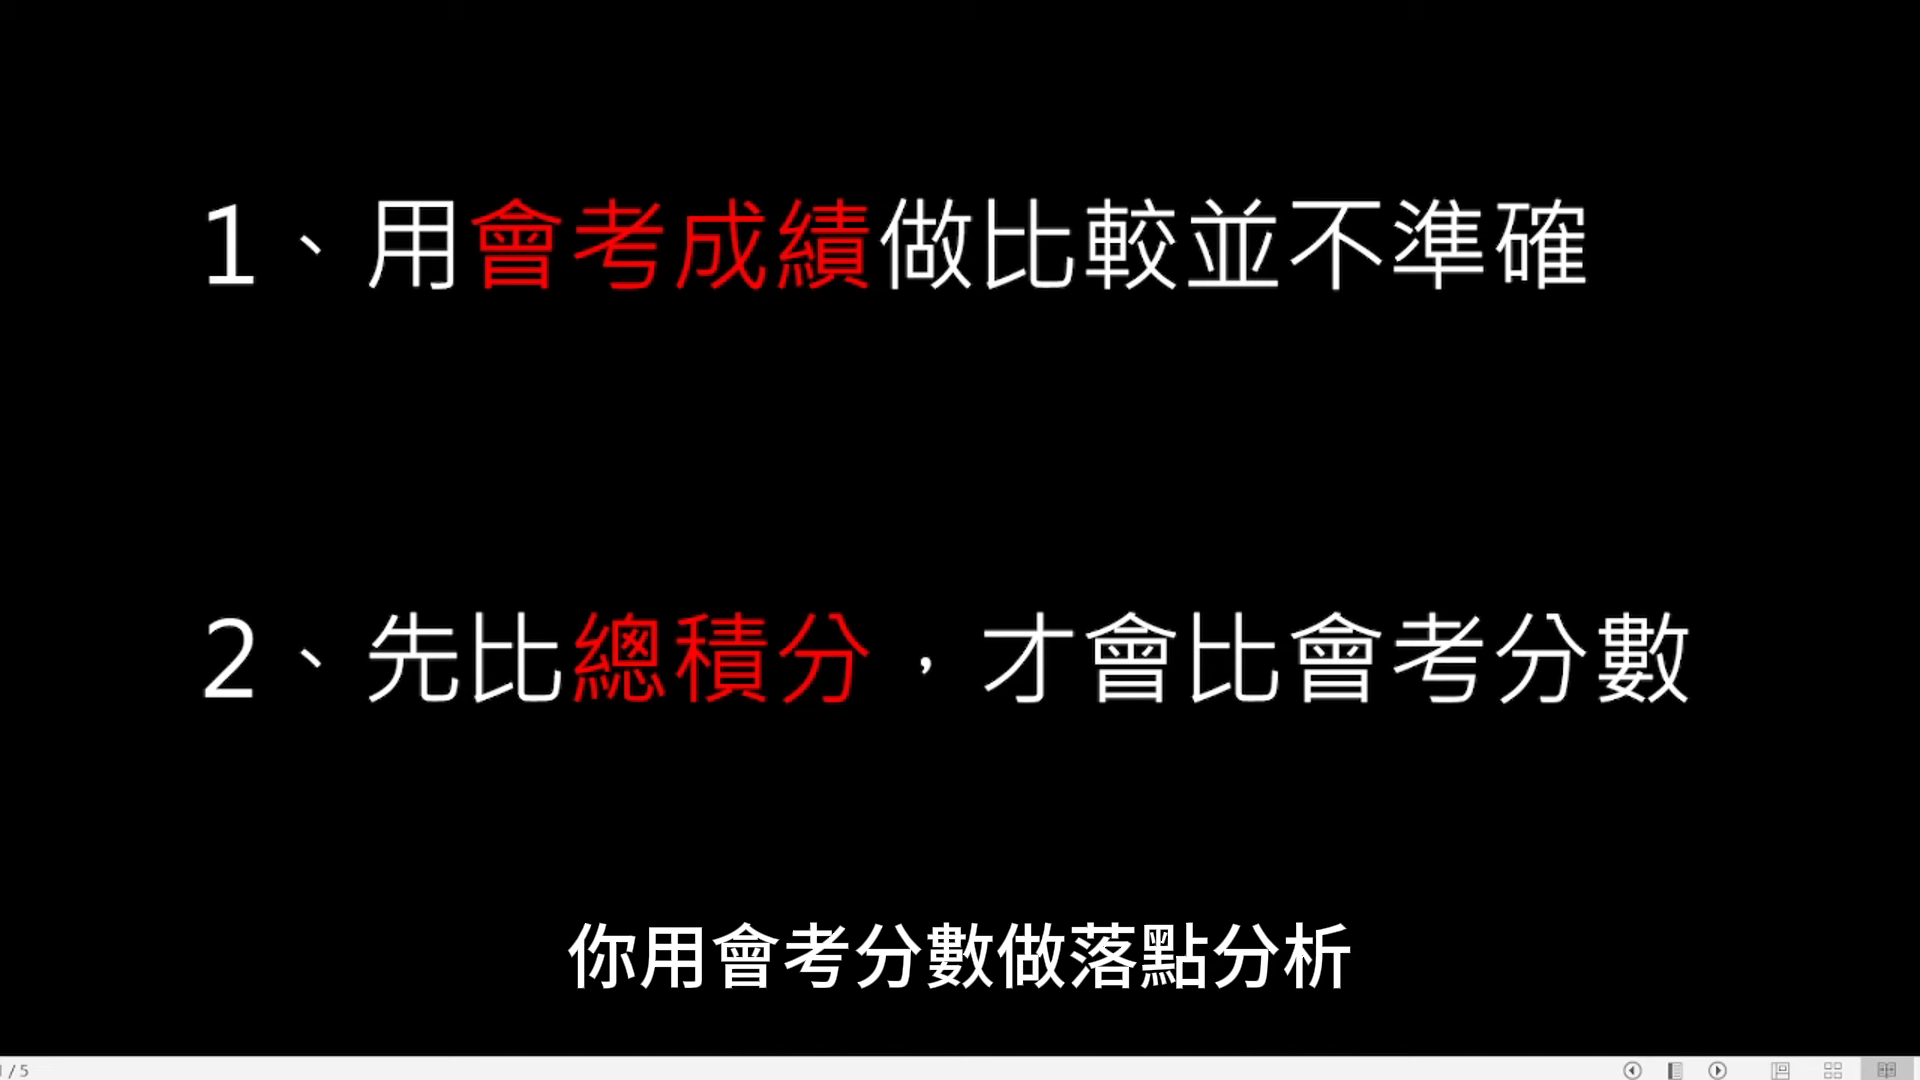 1、用會考成績做比較並不準確
2、先比總積分，才會比會考分數
你用會考分數做落點分析
/ 5